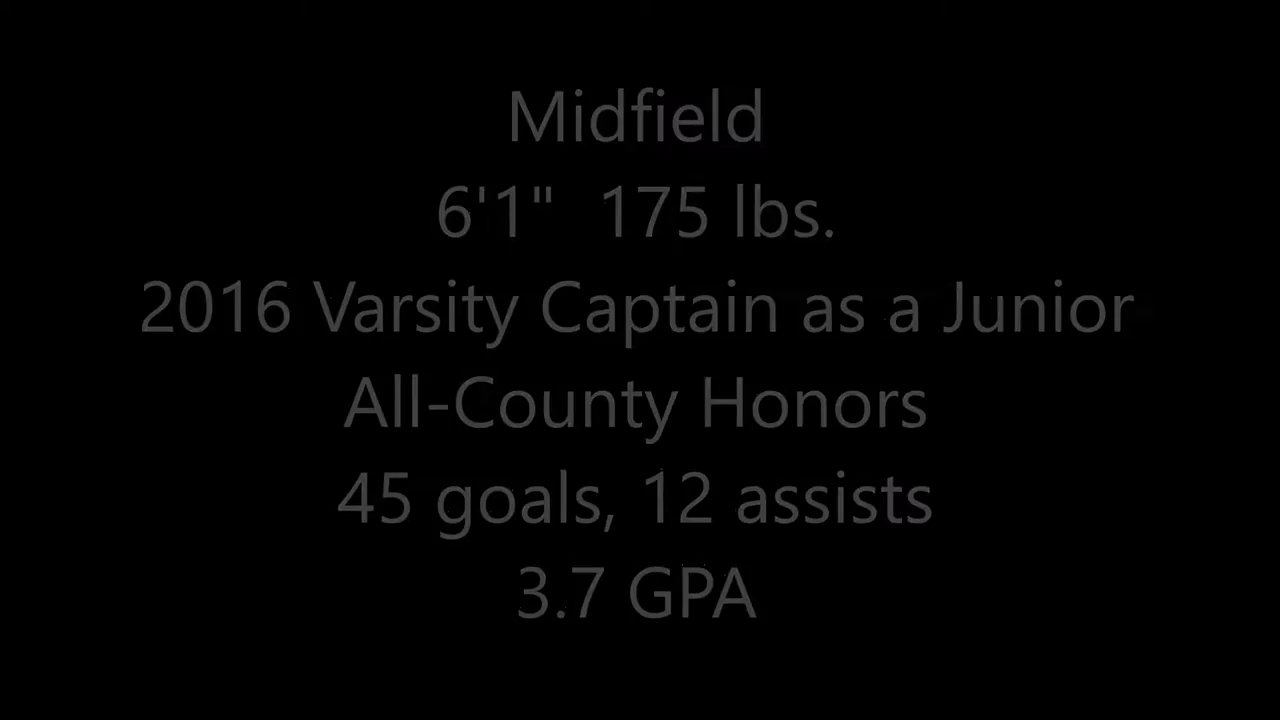 Midfield
6'1"  175 lbs.
2016 Varsity Captain as a Junior
All-County Honors
45 goals, 12 assists
3.7 GPA